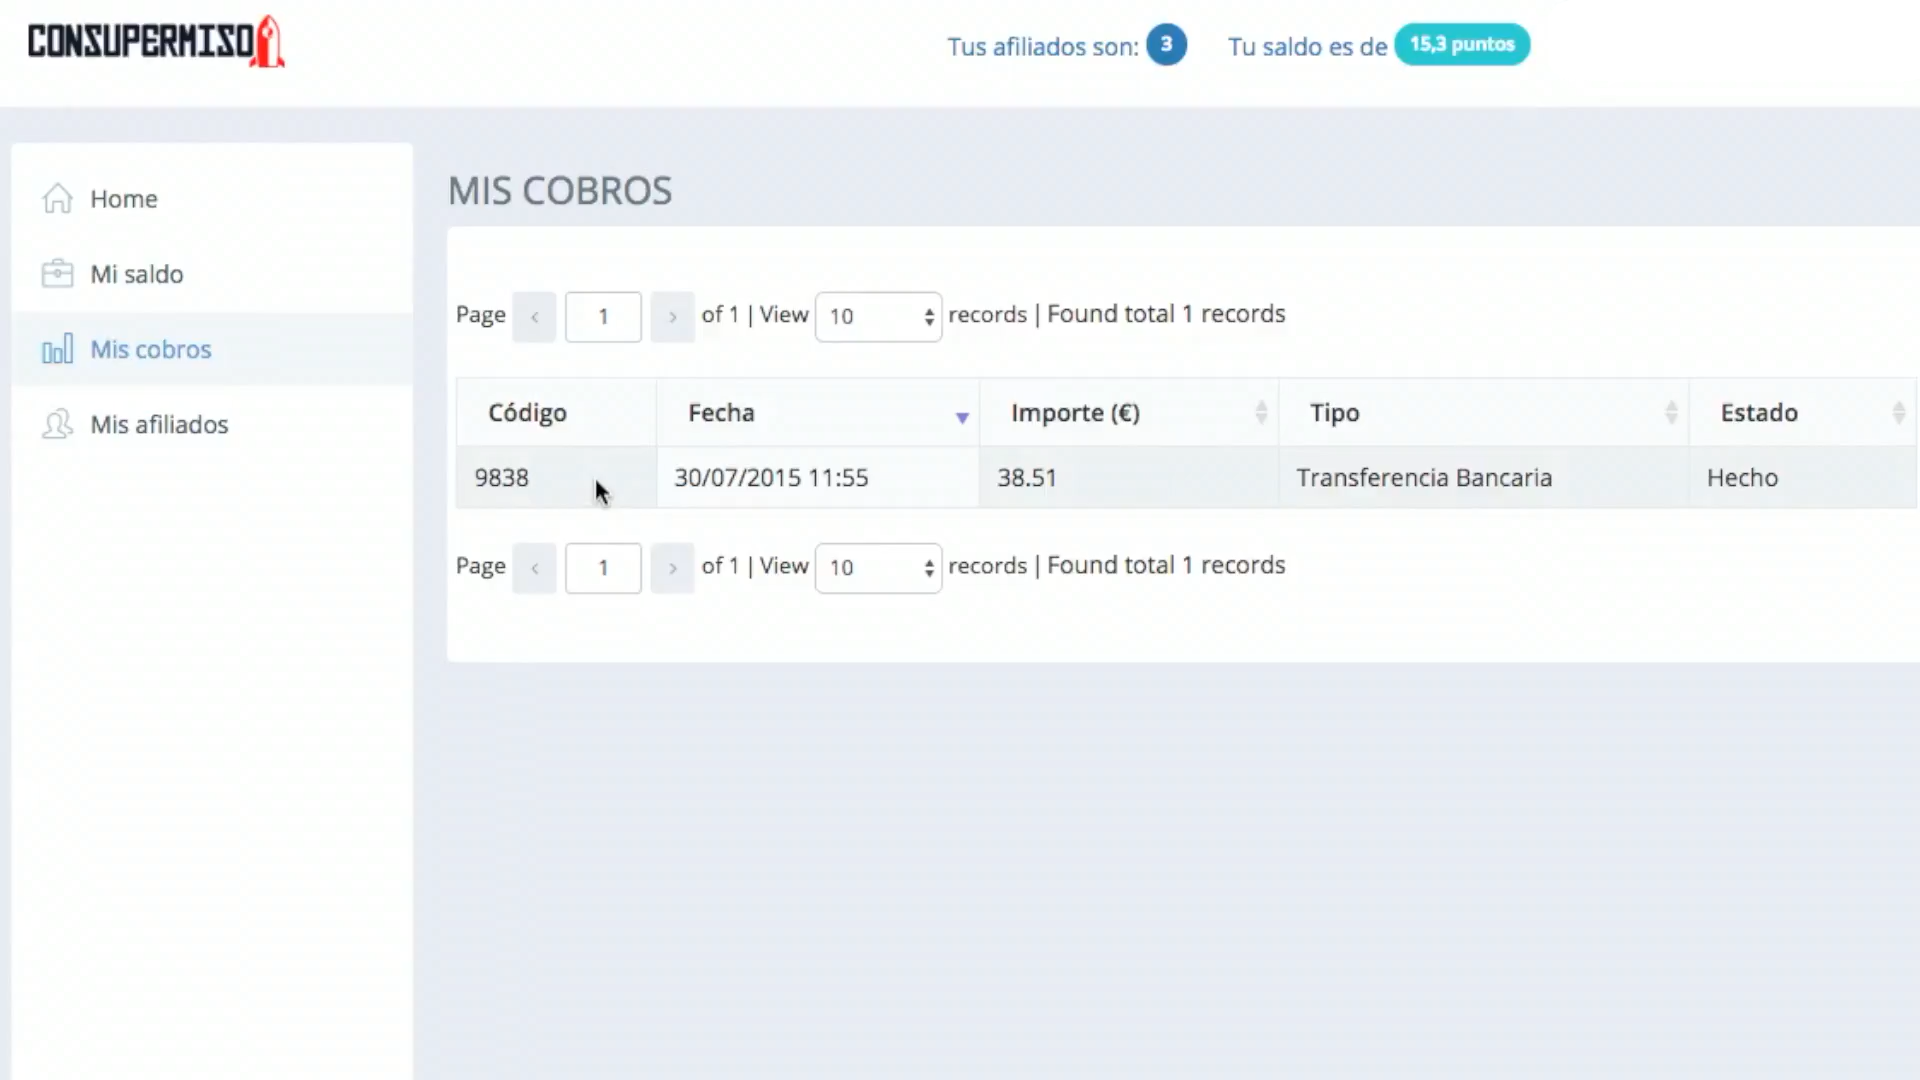 CONSUPERMISO
Tus afiliados son: 3 Tu saldo es de 15,3 puntos
Home
Mi saldo
Mis cobros
Mis afiliados
MIS COBROS
Page < 1 > of 1 | View 10 records | Found total 1 records
Código Fecha Importe (€) Tipo Estado
9838 30/07/2015 11:55 38.51 Transferencia Bancaria Hecho
Page < 1 > of 1 | View 10 records | Found total 1 records